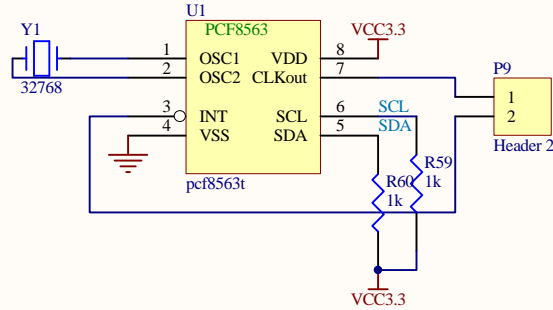 U1
PCF8563
Y1
32768
1
2
3
4
OSC1
OSC2
INT
VSS
VDD
CLKout
SCL
SDA
8
7
6
5
VCC3.3
SCL
SDA
pcf8563t
P9
1
2
Header 2
R59
1k
R60
1k
VCC3.3